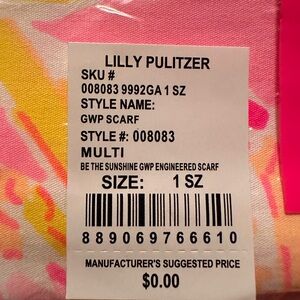 LILLY PULITZER
SKU #
008083 9992GA 1 SZ
STYLE NAME:
GWP SCARF
STYLE #: 008083
MULTI
BE THE SUNSHINE GWP ENGINEERED SCARF
SIZE: 1 SZ
889069766610
MANUFACTURER'S SUGGESTED PRICE
$0.00